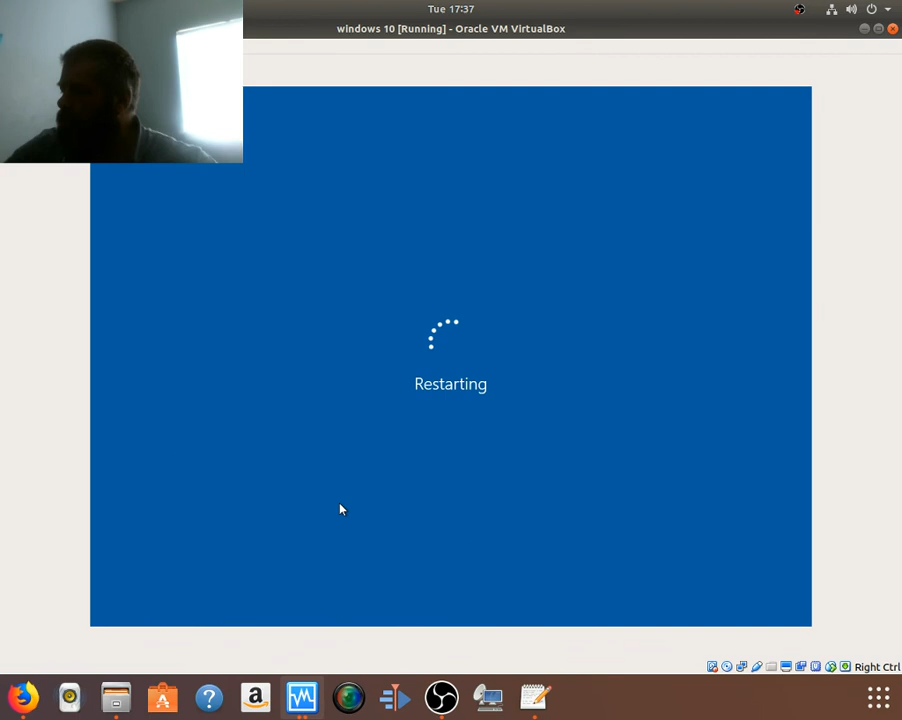 Tue 17:37
windows 10 [Running] - Oracle VM VirtualBox
Restarting
Right Ctrl